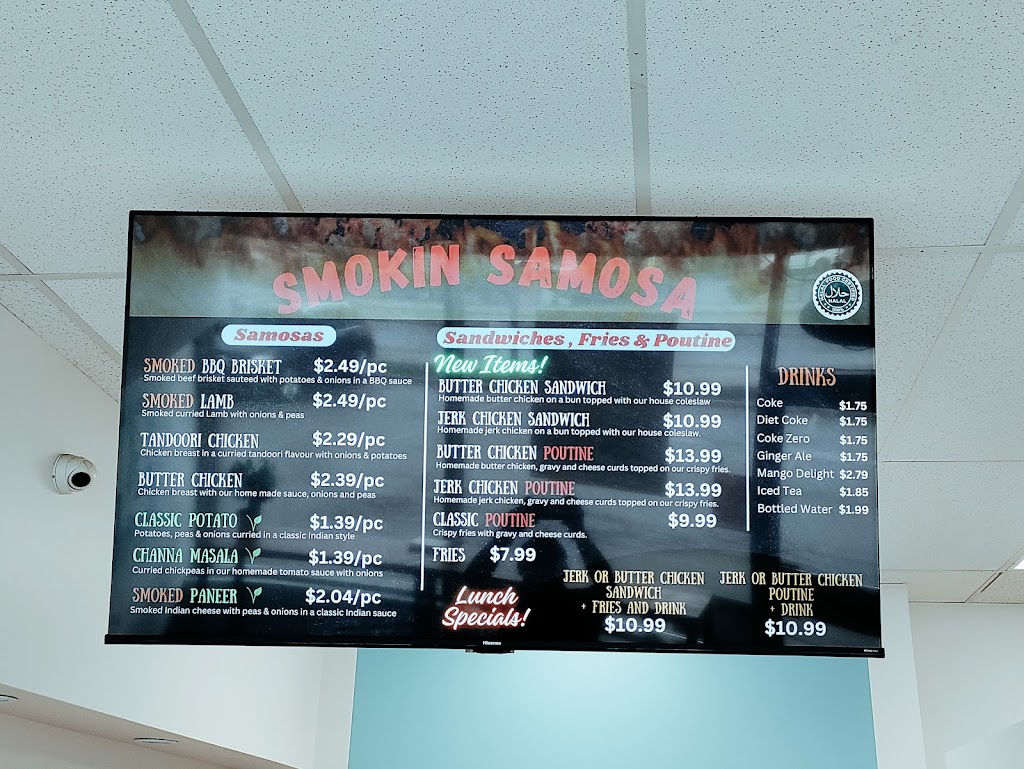 SMOKIN SAMOSA
HALAL FOOD CERTIFIED
حلال
HALAL
100%
Samosas
SMOKED BBQ BRISKET $2.49/pc
Smoked beef brisket sauteed with potatoes & onions in a BBQ sauce
SMOKED LAMB $2.49/pc
Smoked curried Lamb with onions & peas
TANDOORI CHICKEN $2.29/pc
Chicken breast in a curried tandoori flavour with onions & potatoes
BUTTER CHICKEN $2.39/pc
Chicken breast with our home made sauce, onions and peas
CLASSIC POTATO $1.39/pc
Potatoes, peas & onions curried in a classic Indian style
CHANNA MASALA $1.39/pc
Curried chickpeas in our homemade tomato sauce with onions
SMOKED PANEER $2.04/pc
Smoked Indian cheese with peas & onions in a classic Indian sauce
Sandwiches , Fries & Poutine
New Items!
BUTTER CHICKEN SANDWICH $10.99
Homemade butter chicken on a bun topped with our house coleslaw
JERK CHICKEN SANDWICH $10.99
Homemade jerk chicken on a bun topped with our house coleslaw.
BUTTER CHICKEN POUTINE $13.99
Homemade butter chicken, gravy and cheese curds topped on our crispy fries.
JERK CHICKEN POUTINE $13.99
Homemade jerk chicken, gravy and cheese curds topped on our crispy fries.
CLASSIC POUTINE $9.99
Crispy fries with gravy and cheese curds.
FRIES $7.99
Lunch
Specials!
JERK OR BUTTER CHICKEN
SANDWICH
+ FRIES AND DRINK
$10.99
JERK OR BUTTER CHICKEN
POUTINE
+ DRINK
$10.99
DRINKS
Coke $1.75
Diet Coke $1.75
Coke Zero $1.75
Ginger Ale $1.75
Mango Delight $2.79
Iced Tea $1.85
Bottled Water $1.99
Hisense